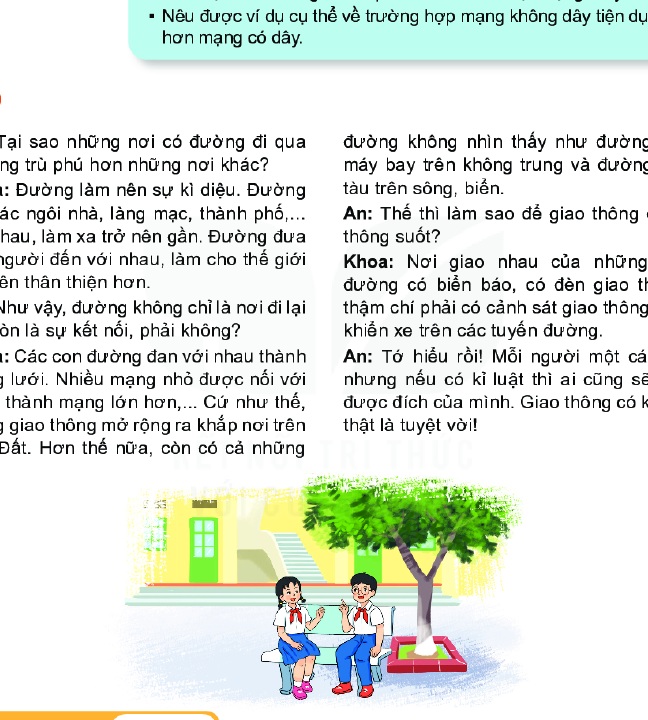 ▪ Nêu được ví dụ cụ thể về trường hợp mạng không dây tiện
hơn mạng có dây.
Tại sao những nơi có đường đi qua
trù phú hơn những nơi khác?
Đường làm nên sự kì diệu. Đường
ngôi nhà, làng mạc, thành phố,...
làm xa trở nên gần. Đường đưa
đến với nhau, làm cho thế giới
thân thiện hơn.
Như vậy, đường không chỉ là nơi đi lại
là sự kết nối, phải không?
Các con đường đan với nhau thành
lưới. Nhiều mạng nhỏ được nối với
thành mạng lớn hơn,... Cứ như thế,
giao thông mở rộng ra khắp nơi trên
Đất. Hơn thế nữa, còn có cả những
đường không nhìn thấy như đường
máy bay trên không trung và đường
tàu trên sông, biển.
An: Thế thì làm sao để giao thông
thông suốt?
Khoa: Nơi giao nhau của những
đường có biển báo, có đèn giao
thậm chí phải có cảnh sát giao thông
khiển xe trên các tuyến đường.
An: Tớ hiểu rồi! Mỗi người một
nhưng nếu có kỉ luật thì ai cũng sẽ
được đích của mình. Giao thông có
thật là tuyệt vời!